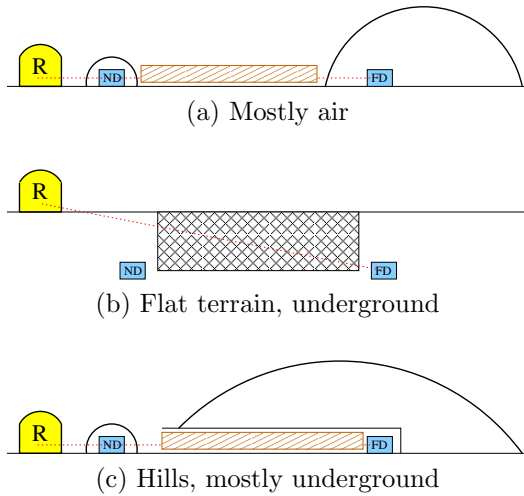 R
ND
FD
(a) Mostly air
R
ND
FD
(b) Flat terrain, underground
R
ND
FD
(c) Hills, mostly underground